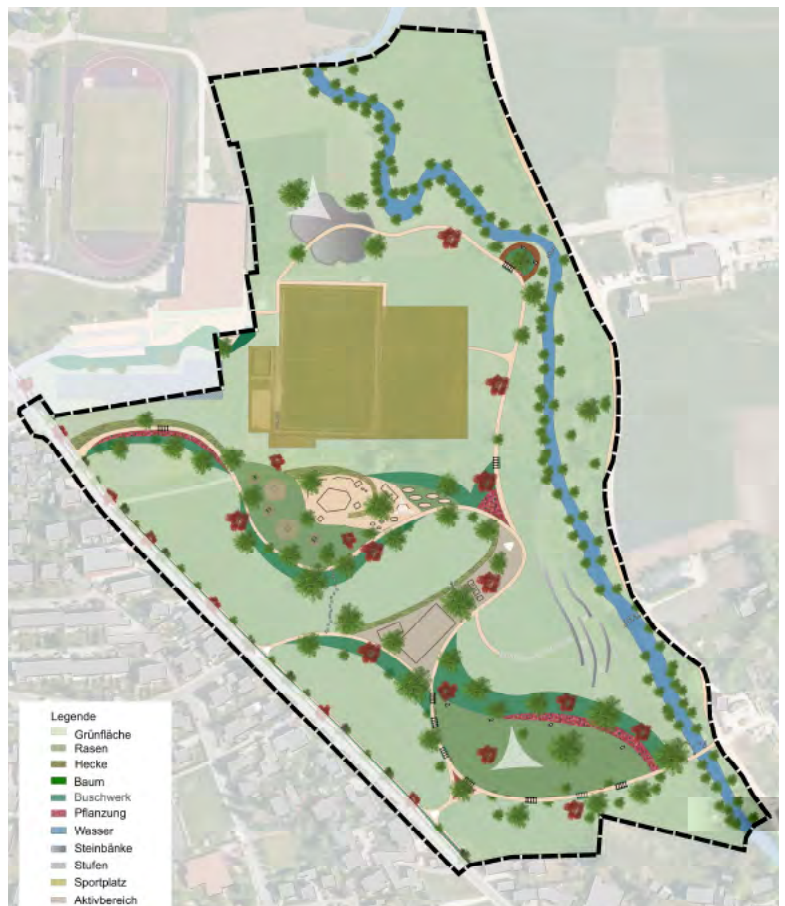 Legende
Grünfläche
Rasen
Hecke
Baum
Buschwerk
Pflanzung
Wasser
Steinbänke
Stufen
Sportplatz
Aktivbereich